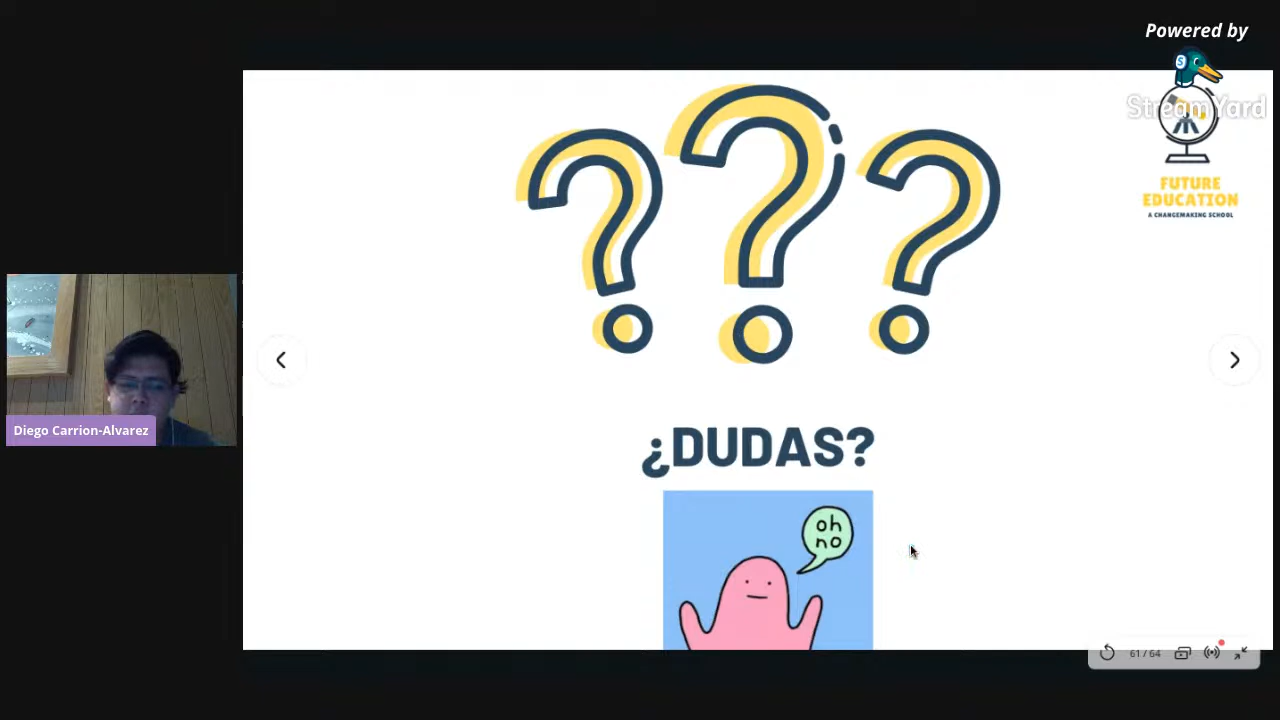 Powered by
StreamYard
FUTURE
EDUCATION
A CHANGEMAKING SCHOOL
¿DUDAS?
oh
no
Diego Carrion-Alvarez
61 / 64